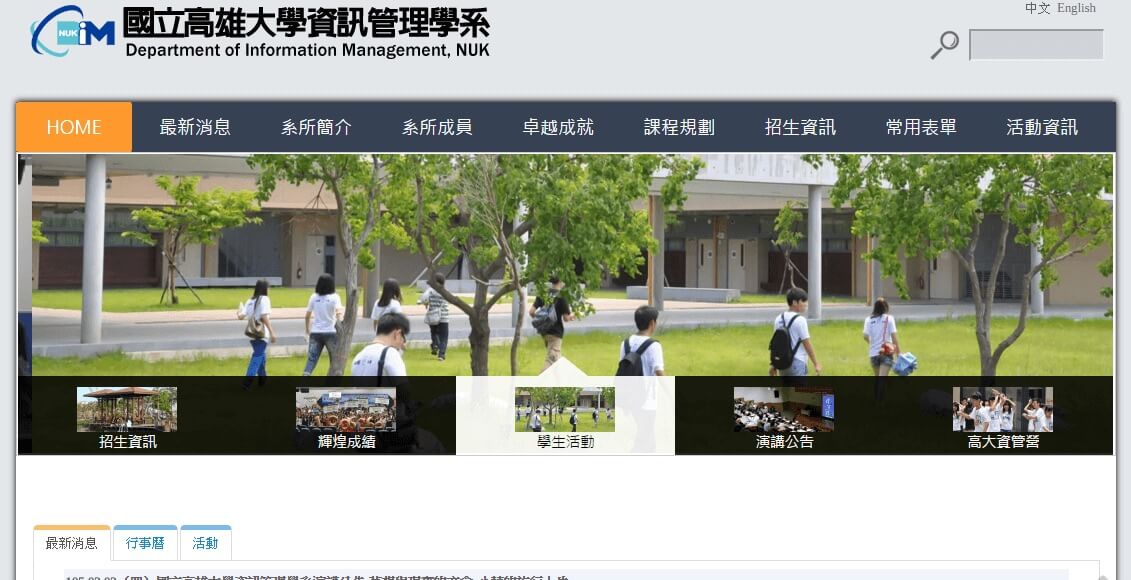 中文 English
NUK iM 國立高雄大學資訊管理學系
Department of Information Management, NUK
HOME 最新消息 系所簡介 系所成員 卓越成就 課程規劃 招生資訊 常用表單 活動資訊
招生資訊 輝煌成績 學生活動 演講公告 高大資管營
最新消息 行事曆 活動